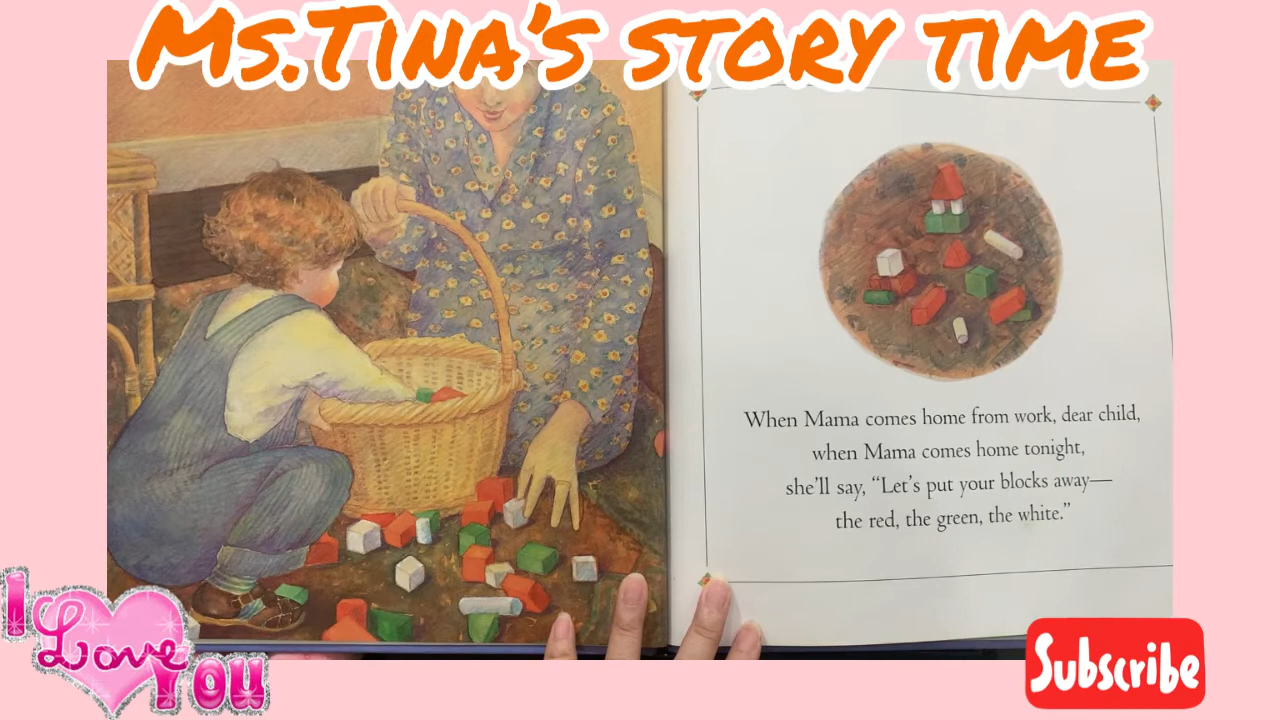 Ms.Tina's story time
When Mama comes home from work, dear child,
when Mama comes home tonight,
she'll say, “Let's put your blocks away—
the red, the green, the white.”
I
Love
You
Subscribe